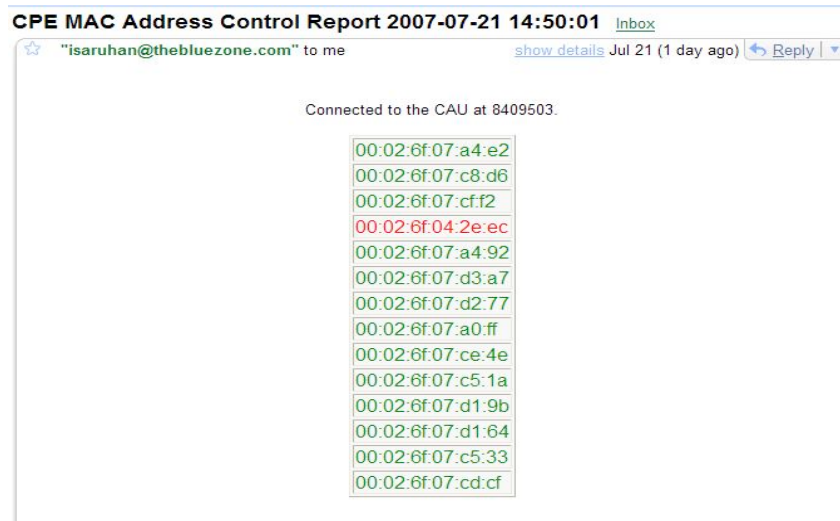 CPE MAC Address Control Report 2007-07-21 14:50:01 Inbox
"isaruhan@thebluezone.com" to me show details Jul 21 (1 day ago) Reply
Connected to the CAU at 8409503.
00:02:6f:07:a4:e2
00:02:6f:07:c8:d6
00:02:6f:07:cf:f2
00:02:6f:04:2e:ec
00:02:6f:07:a4:92
00:02:6f:07:d3:a7
00:02:6f:07:d2:77
00:02:6f:07:a0:ff
00:02:6f:07:ce:4e
00:02:6f:07:c5:1a
00:02:6f:07:d1:9b
00:02:6f:07:d1:64
00:02:6f:07:c5:33
00:02:6f:07:cd:cf